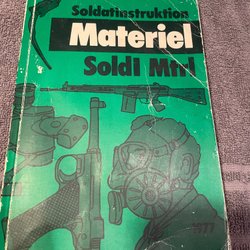 Soldatinstruktion
Materiel
Soldi Mtrl
1977